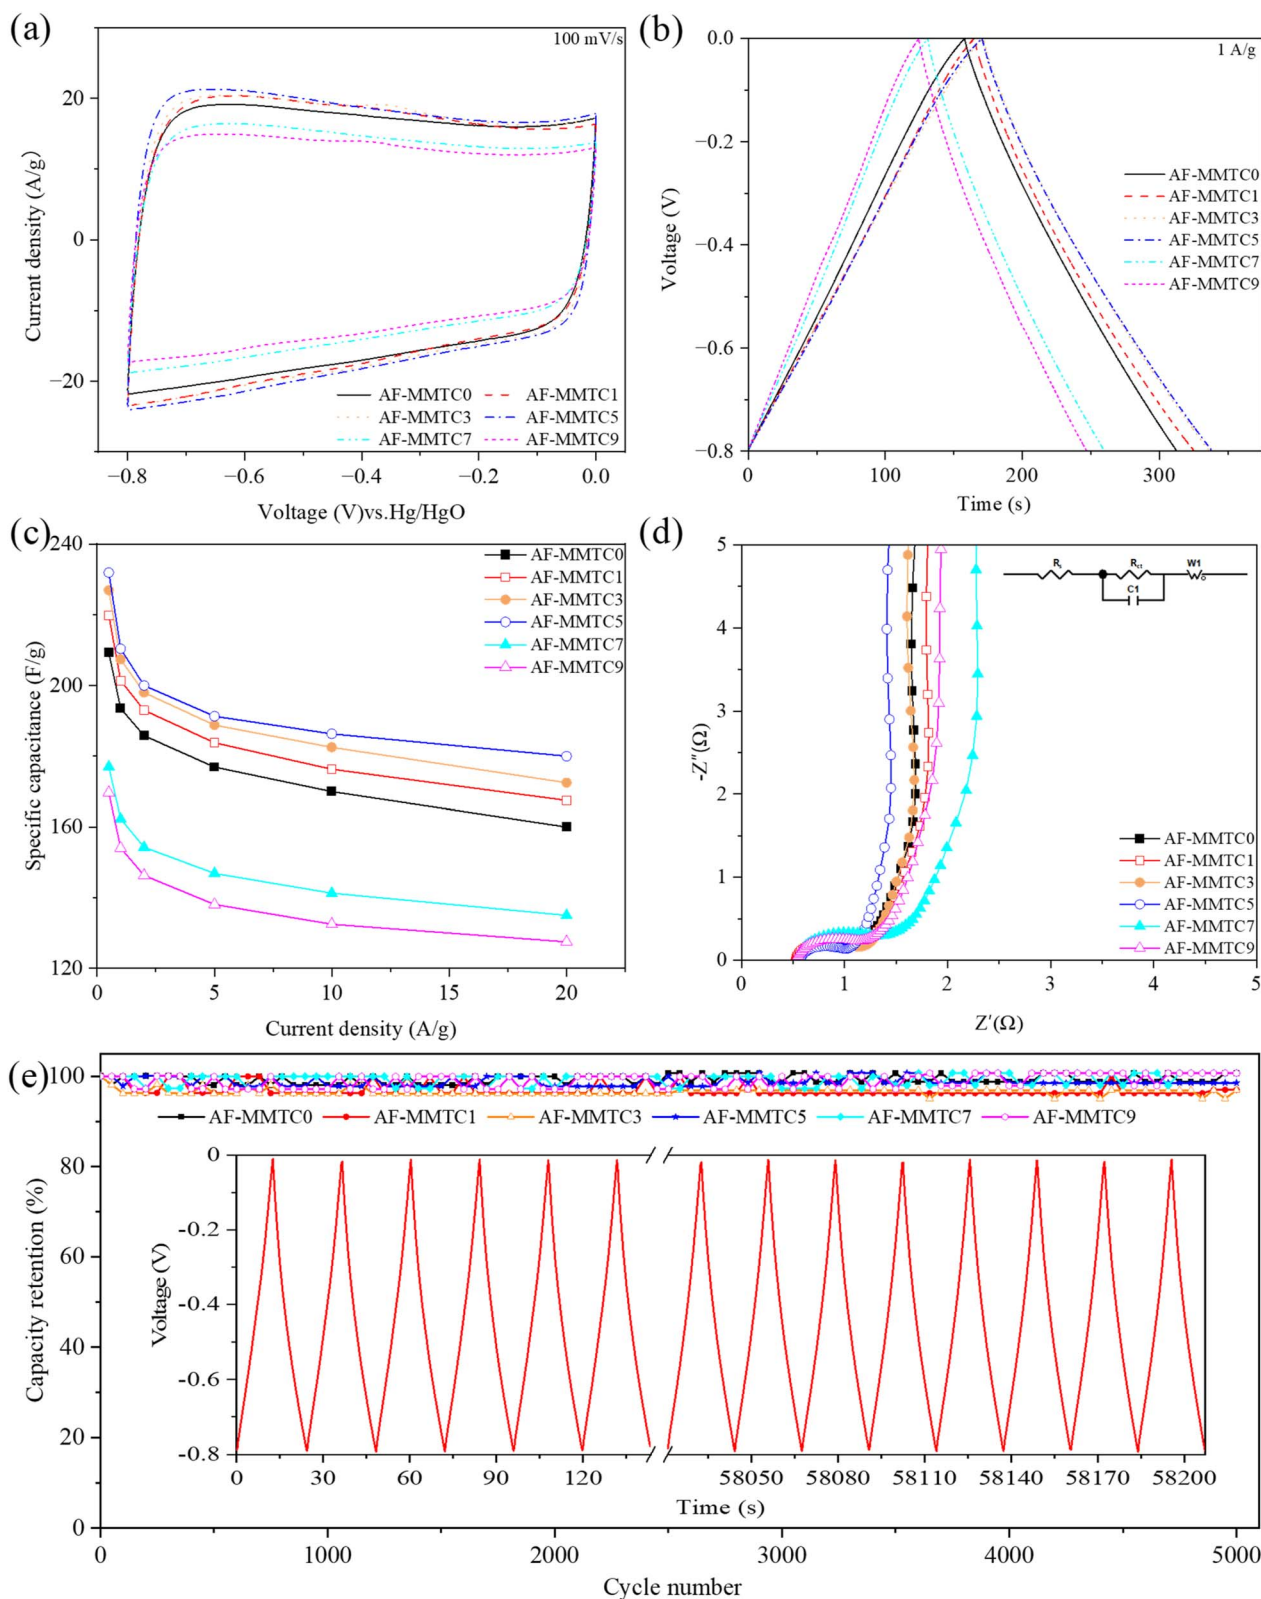 (a)
100 mV/s
20
0
−20
Current density (A/g)
AF-MMTC0
AF-MMTC1
AF-MMTC3
AF-MMTC5
AF-MMTC7
AF-MMTC9
−0.8
−0.6
−0.4
−0.2
0.0
Voltage (V)vs.Hg/HgO
(b)
1 A/g
0.0
−0.2
−0.4
−0.6
−0.8
Voltage (V)
AF-MMTC0
AF-MMTC1
AF-MMTC3
AF-MMTC5
AF-MMTC7
AF-MMTC9
0
100
200
300
Time (s)
(c)
240
200
160
120
Specific capacitance (F/g)
AF-MMTC0
AF-MMTC1
AF-MMTC3
AF-MMTC5
AF-MMTC7
AF-MMTC9
0
5
10
15
20
Current density (A/g)
(d)
5
4
3
2
1
0
-Z″(Ω)
Rct
C1
W1
AF-MMTC0
AF-MMTC1
AF-MMTC3
AF-MMTC5
AF-MMTC7
AF-MMTC9
0
1
2
3
4
5
Z′(Ω)
(e)
100
80
60
40
20
0
Capacity retention (%)
AF-MMTC0
AF-MMTC1
AF-MMTC3
AF-MMTC5
AF-MMTC7
AF-MMTC9
0
-0.2
-0.4
-0.6
-0.8
Voltage (V)
0
30
60
90
120
58050
58080
58110
58140
58170
58200
Time (s)
0
1000
2000
3000
4000
5000
Cycle number